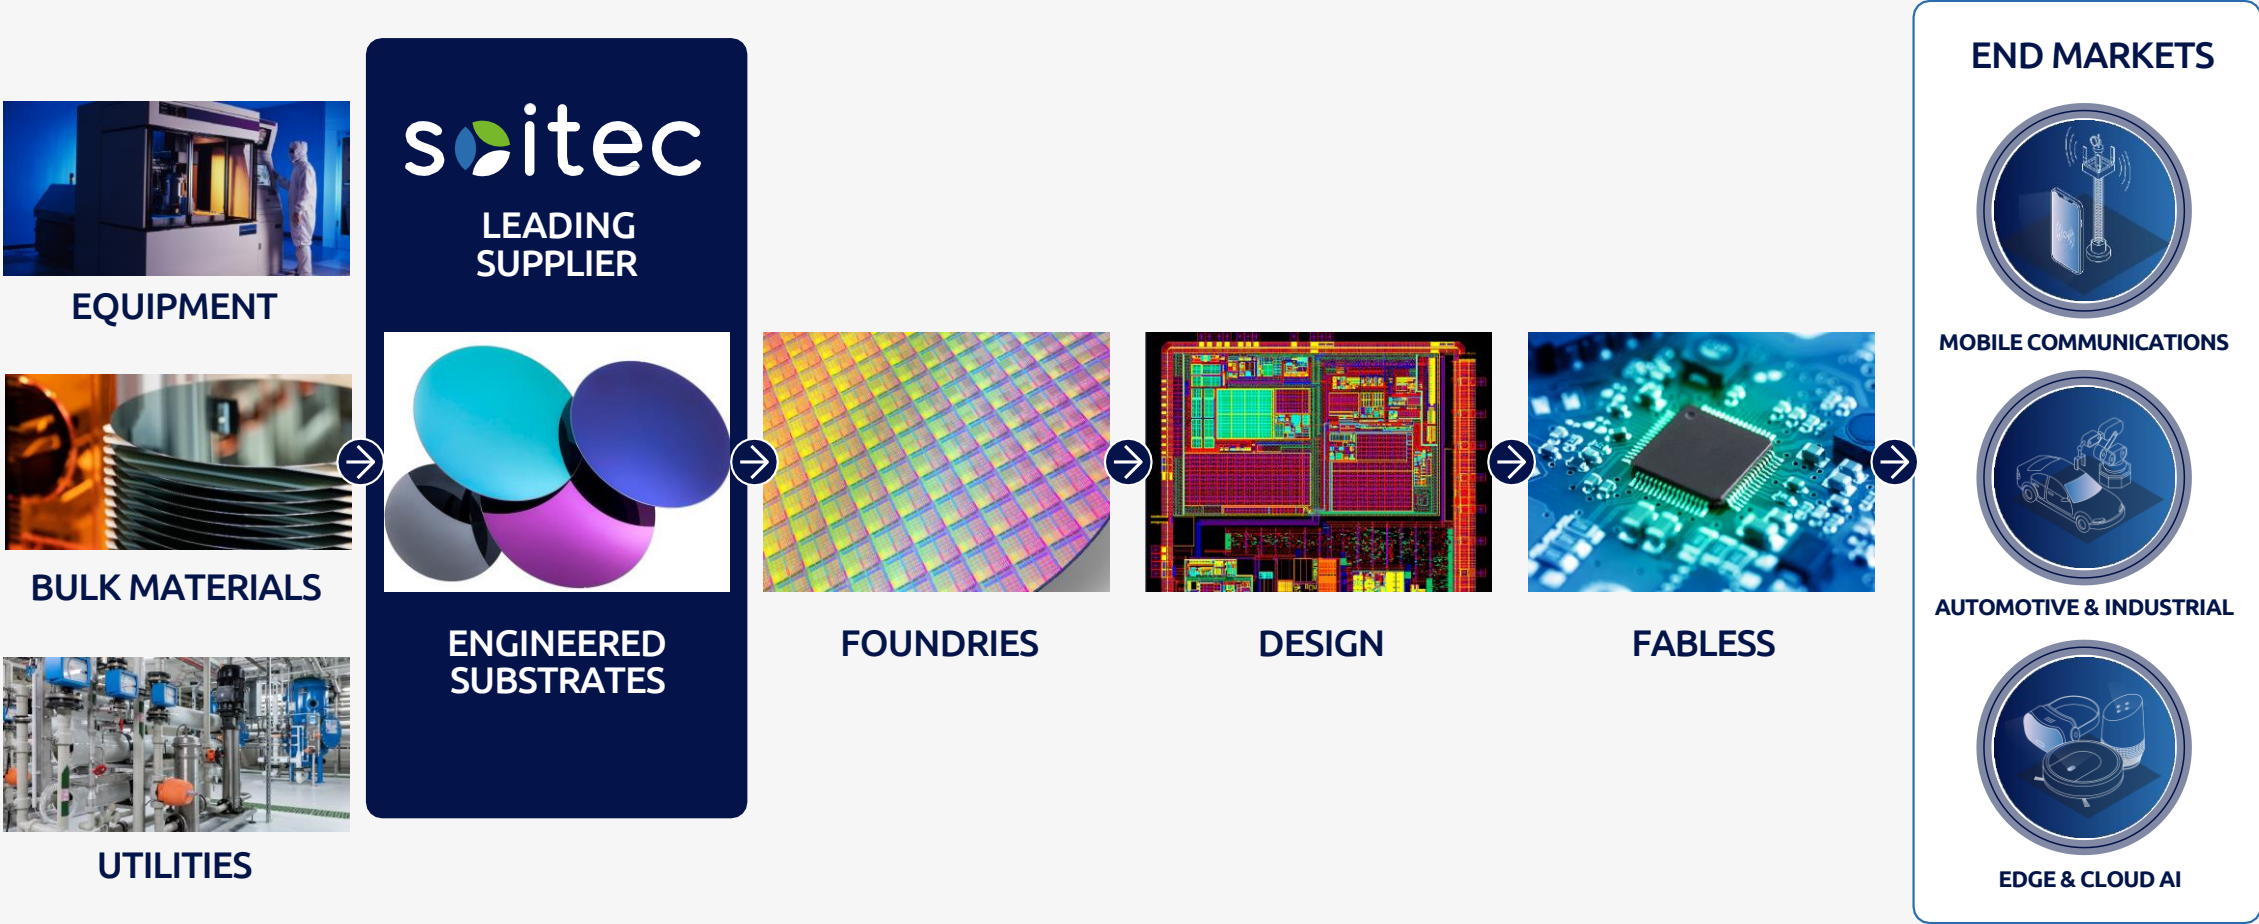 EQUIPMENT
BULK MATERIALS
UTILITIES
soitec
LEADING
SUPPLIER
ENGINEERED
SUBSTRATES
FOUNDRIES
DESIGN
FABLESS
END MARKETS
MOBILE COMMUNICATIONS
AUTOMOTIVE & INDUSTRIAL
EDGE & CLOUD AI